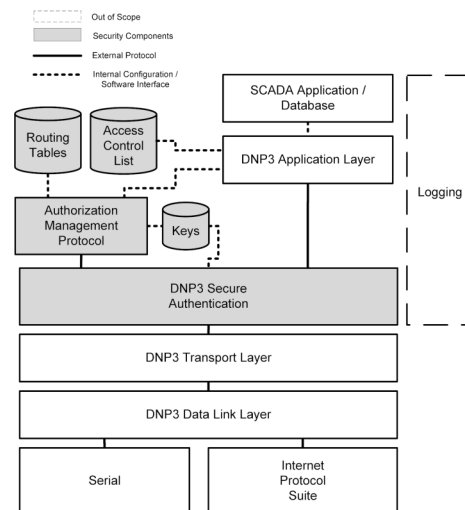 Out of Scope
Security Components
External Protocol
Internal Configuration /
Software Interface
SCADA Application /
Database
Routing
Tables
Access
Control
List
DNP3 Application Layer
Logging
Authorization
Management
Protocol
Keys
DNP3 Secure
Authentication
DNP3 Transport Layer
DNP3 Data Link Layer
Serial
Internet
Protocol
Suite